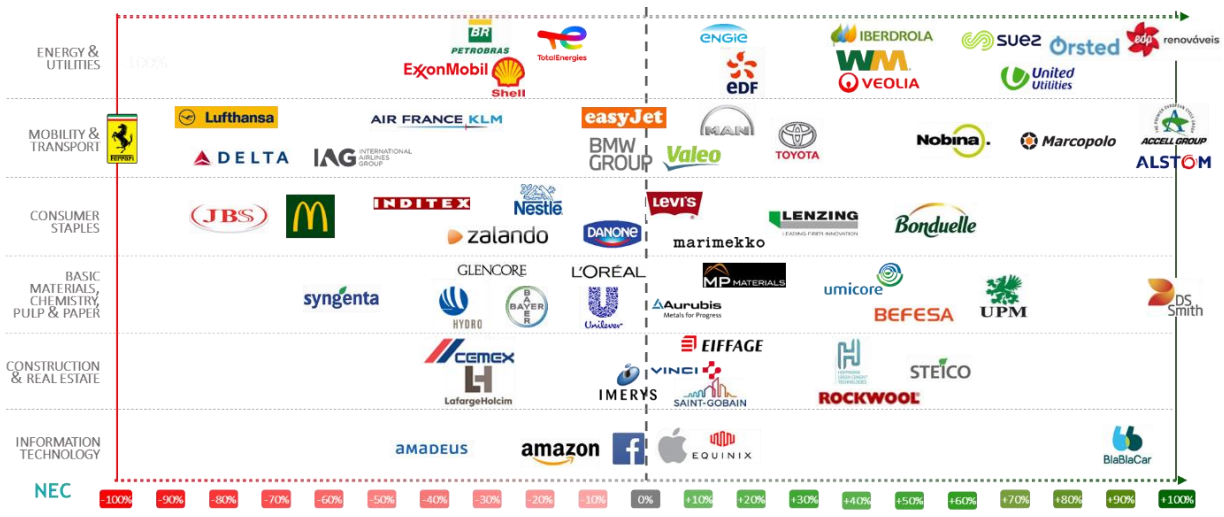 ENERGY &
UTILITIES
BR
PETROBRAS
TotalEnergies
ExxonMobil
Shell
ENGIE
eDF
IBERDROLA
WM
VEOLIA
suez
Ørsted
United
Utilities
edp renováveis
MOBILITY &
TRANSPORT
Ferrari
Lufthansa
DELTA
AIR FRANCE KLM
IAG INTERNATIONAL
AIRLINES
GROUP
easyJet
BMW
GROUP
Valeo
MAN
TOYOTA
Nobina.
Marcopolo
ACCELL GROUP
ALSTOM
CONSUMER
STAPLES
JBS
INDITEX
zalando
Nestlé
DANONE
LEVI'S
marimekko
LENZING
LEADING FIBER INNOVATION
Bonduelle
BASIC
MATERIALS,
CHEMISTRY,
PULP & PAPER
syngenta
GLENCORE
HYDRO
BAYER
BAYER
L'ORÉAL
Unilever
MP MATERIALS
Aurubis
Metals for Progress
umicore
BEFESA
UPM
DS
Smith
CONSTRUCTION
& REAL ESTATE
CEMEX
LH
LafargeHolcim
IMERYS
EIFFAGE
VINCI
SAINT-GOBAIN
ROCKWOOL
STEICO
INFORMATION
TECHNOLOGY
amadeus
amazon
f
EQUINIX
BlaBlaCar
NEC
-100% -90% -80% -70% -60% -50% -40% -30% -20% -10% 0% +10% +20% +30% +40% +50% +60% +70% +80% +90% +100%